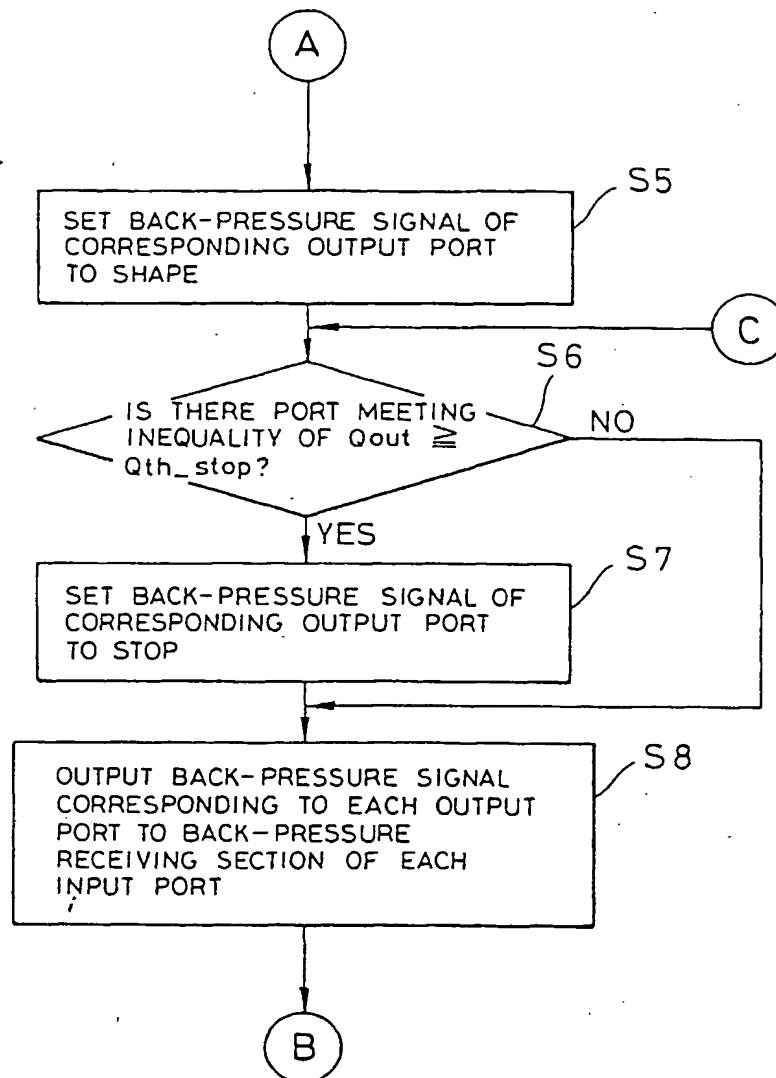 A
S5
SET BACK-PRESSURE SIGNAL OF
CORRESPONDING OUTPUT PORT
TO SHAPE
C
S6
IS THERE PORT MEETING
INEQUALITY OF Qout ≧
Qth_stop?
NO
YES
S7
SET BACK-PRESSURE SIGNAL OF
CORRESPONDING OUTPUT PORT
TO STOP
S8
OUTPUT BACK-PRESSURE SIGNAL
CORRESPONDING TO EACH OUTPUT
PORT TO BACK-PRESSURE
RECEIVING SECTION OF EACH
INPUT PORT
B